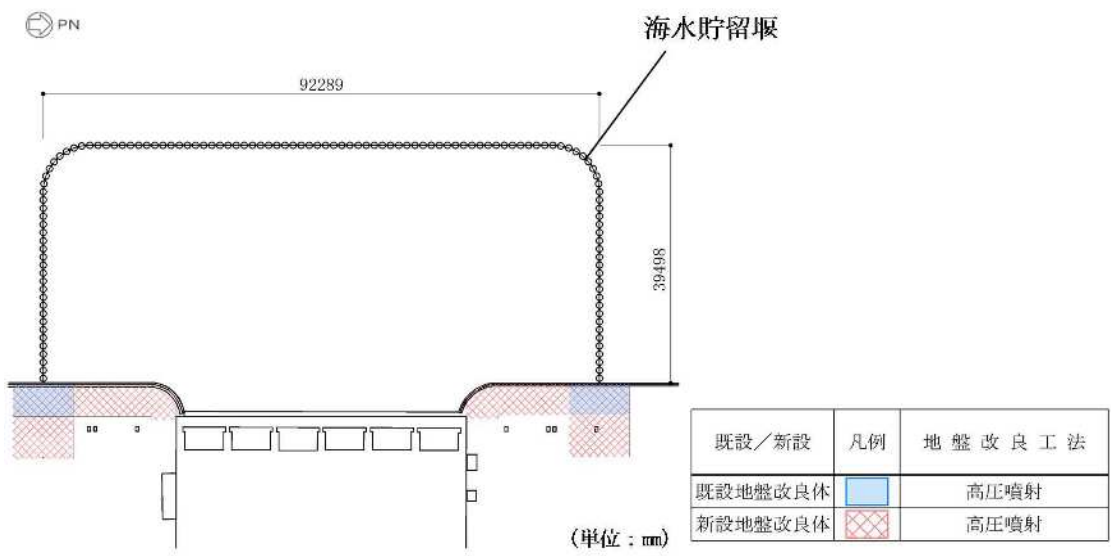 PN
海水貯留堰
92289
39498
既設／新設 凡例 地盤改良工法
既設地盤改良体 高圧噴射
新設地盤改良体 高圧噴射
(単位：㎜)